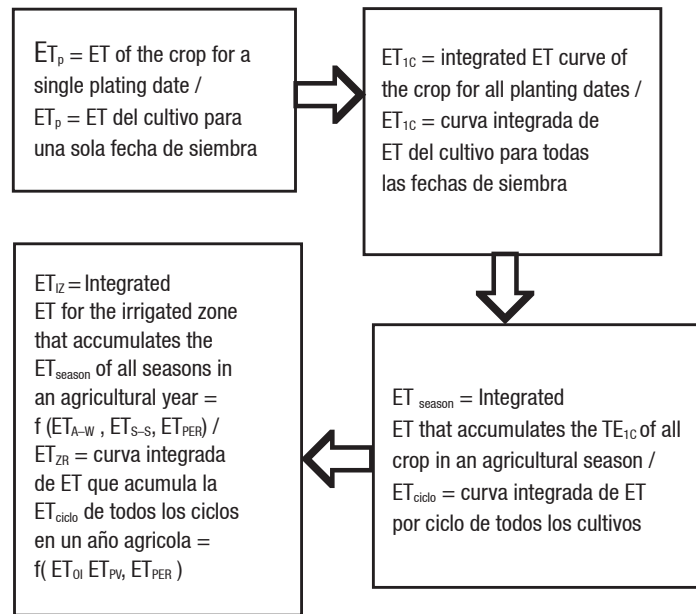 ETp = ET of the crop for a
single plating date /
ETp = ET del cultivo para
una sola fecha de siembra
ET1C = integrated ET curve of
the crop for all planting dates /
ET1C = curva integrada de
ET del cultivo para todas
las fechas de siembra
ET season = Integrated
ET that accumulates the TE1C of all
crop in an agricultural season /
ETciclo = curva integrada de ET
por ciclo de todos los cultivos
ETIZ = Integrated
ET for the irrigated zone
that accumulates the
ETseason of all seasons in
an agricultural year =
f (ETA–W , ETS–S, ETPER) /
ETZR = curva integrada
de ET que acumula la
ETciclo de todos los ciclos
en un año agricola =
f( ETOI ETPV, ETPER )